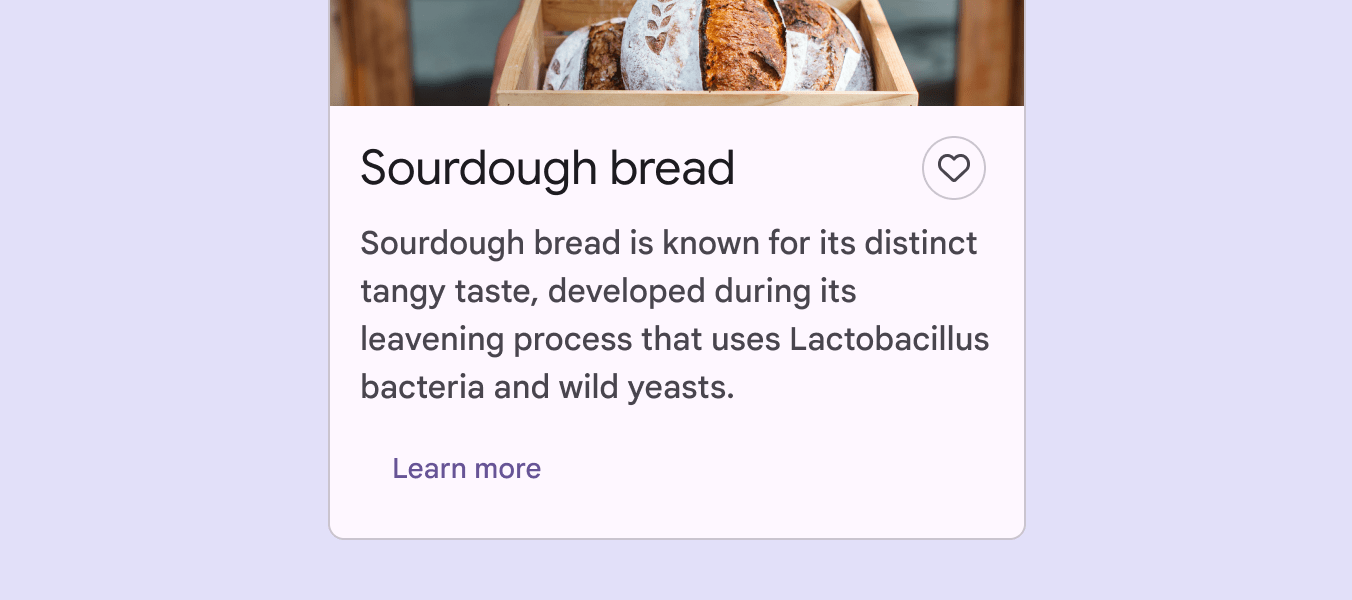 Sourdough bread
Sourdough bread is known for its distinct
tangy taste, developed during its
leavening process that uses Lactobacillus
bacteria and wild yeasts.
Learn more